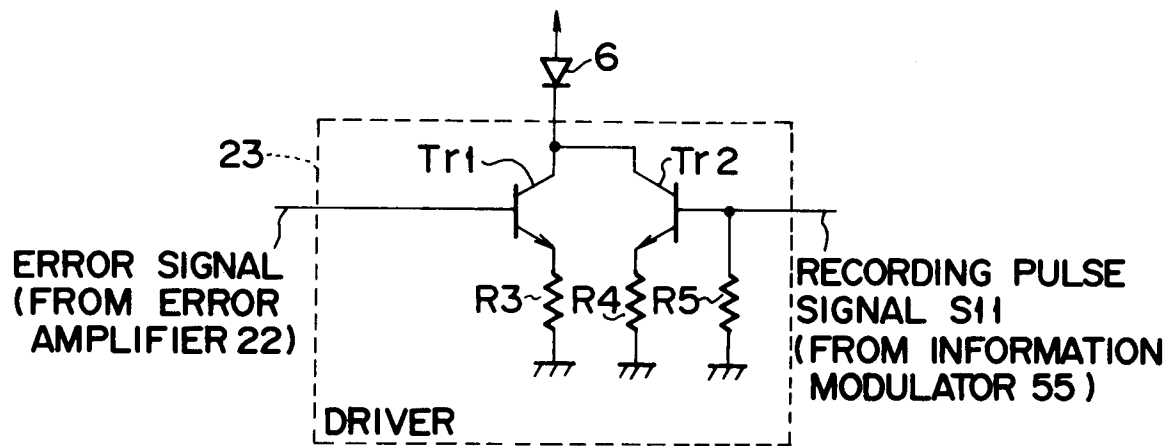 6
23
Tr1
Tr2
ERROR SIGNAL
(FROM ERROR
AMPLIFIER 22)
R3
R4
R5
RECORDING PULSE
SIGNAL S11
(FROM INFORMATION
MODULATOR 55)
DRIVER